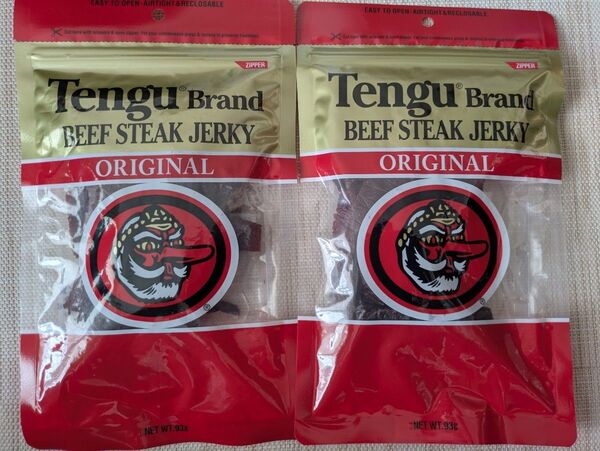 EASY TO OPEN・AIRTIGHT&RECLOSABLE
ZIPPER
Tengu® Brand
BEEF STEAK JERKY
ORIGINAL
®
NET WT.93g
EASY TO OPEN・AIRTIGHT&RECLOSABLE
ZIPPER
Tengu® Brand
BEEF STEAK JERKY
ORIGINAL
®
NET WT.93g